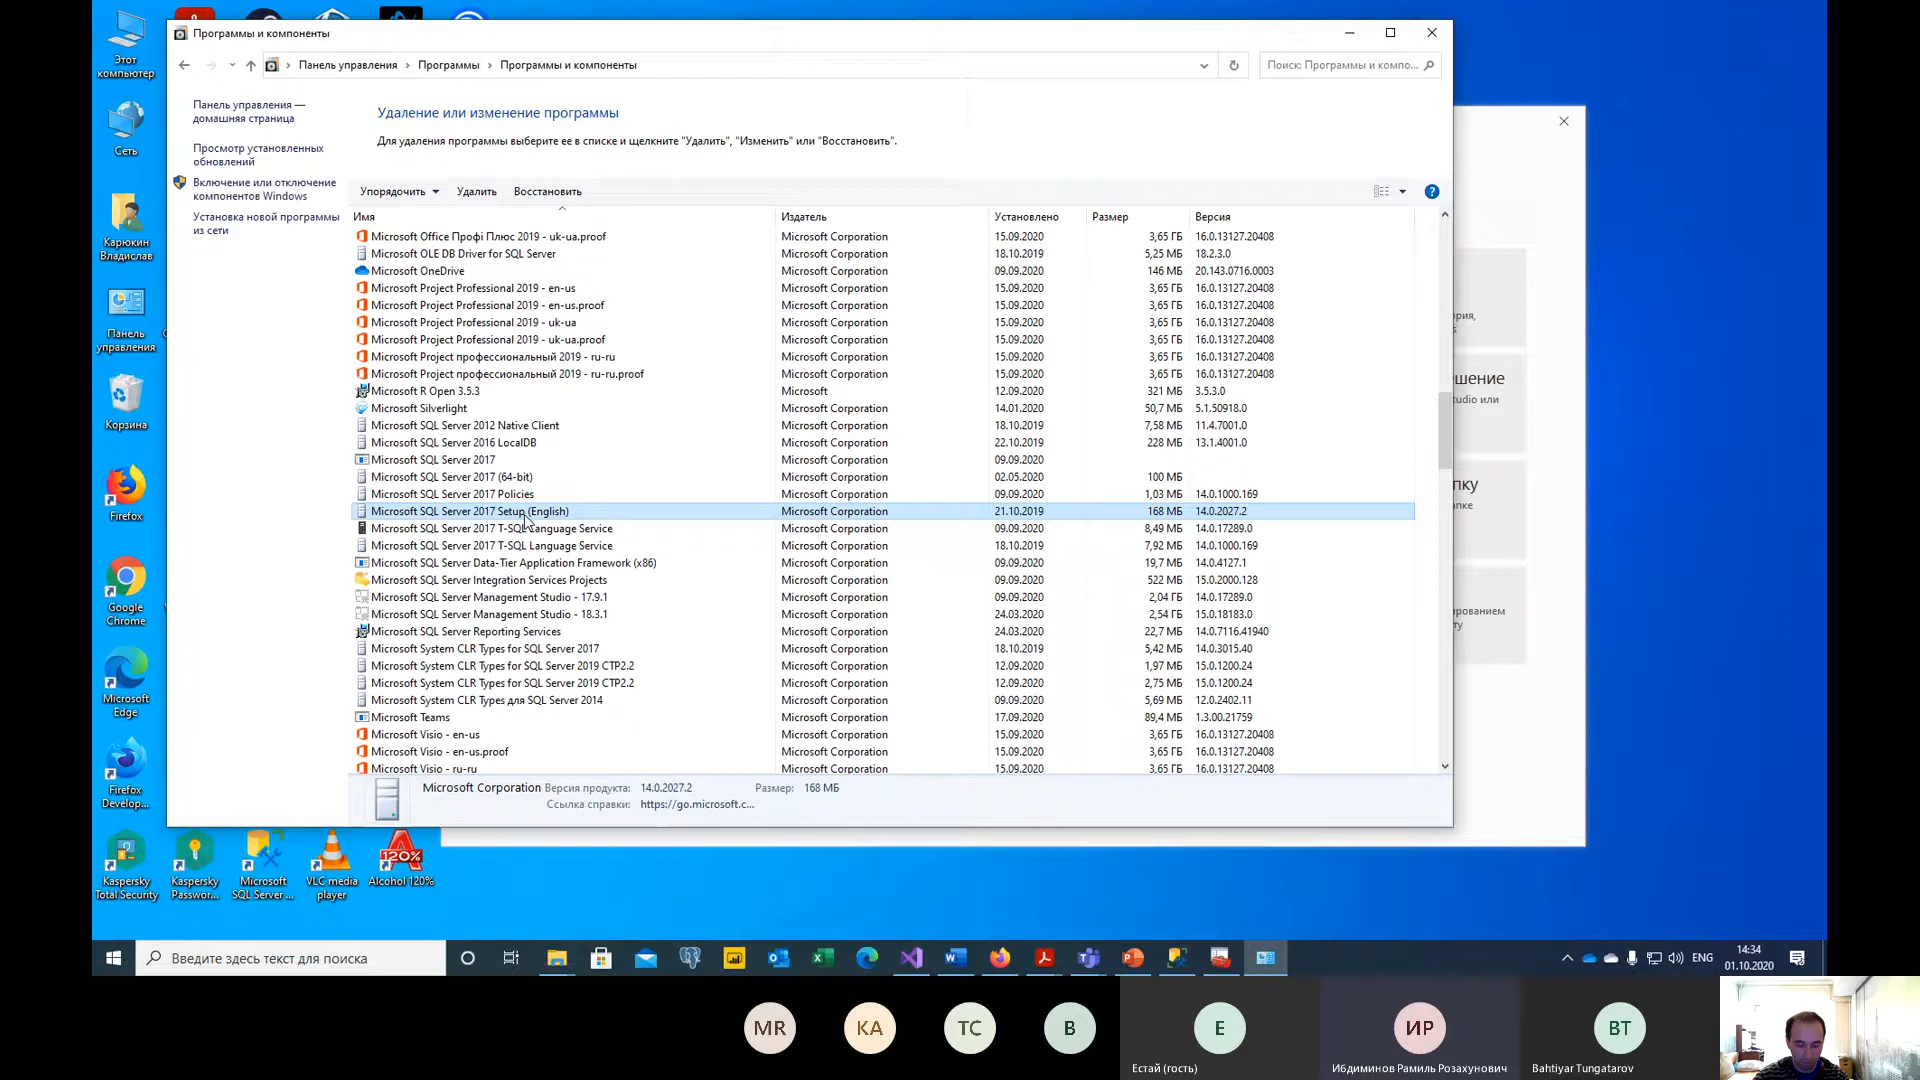 Этот
компьютер
Сеть
Карюкин
Владислав
Панель
управления
Корзина
Firefox
Google
Chrome
Microsoft
Edge
Firefox
Develop...
Kaspersky
Total Security
Kaspersky
Passwor...
Microsoft
SQL Server ...
VLC media
player
120%
Alcohol 120%
Программы и компоненты
Панель управления › Программы › Программы и компоненты
Поиск: Программы и компо...
Панель управления —
домашняя страница
Просмотр установленных
обновлений
Включение или отключение
компонентов Windows
Установка новой программы
из сети
Удаление или изменение программы
Для удаления программы выберите ее в списке и щелкните "Удалить", "Изменить" или "Восстановить".
Упорядочить Удалить Восстановить
Имя Издатель Установлено Размер Версия
Microsoft Office Профі Плюс 2019 - uk-ua.proof Microsoft Corporation 15.09.2020 3,65 ГБ 16.0.13127.20408
Microsoft OLE DB Driver for SQL Server Microsoft Corporation 18.10.2019 5,25 МБ 18.2.3.0
Microsoft OneDrive Microsoft Corporation 09.09.2020 146 МБ 20.143.0716.0003
Microsoft Project Professional 2019 - en-us Microsoft Corporation 15.09.2020 3,65 ГБ 16.0.13127.20408
Microsoft Project Professional 2019 - en-us.proof Microsoft Corporation 15.09.2020 3,65 ГБ 16.0.13127.20408
Microsoft Project Professional 2019 - uk-ua Microsoft Corporation 15.09.2020 3,65 ГБ 16.0.13127.20408
Microsoft Project Professional 2019 - uk-ua.proof Microsoft Corporation 15.09.2020 3,65 ГБ 16.0.13127.20408
Microsoft Project профессиональный 2019 - ru-ru Microsoft Corporation 15.09.2020 3,65 ГБ 16.0.13127.20408
Microsoft Project профессиональный 2019 - ru-ru.proof Microsoft Corporation 15.09.2020 3,65 ГБ 16.0.13127.20408
Microsoft R Open 3.5.3 Microsoft 12.09.2020 321 МБ 3.5.3.0
Microsoft Silverlight Microsoft Corporation 14.01.2020 50,7 МБ 5.1.50918.0
Microsoft SQL Server 2012 Native Client Microsoft Corporation 18.10.2019 7,58 МБ 11.4.7001.0
Microsoft SQL Server 2016 LocalDB Microsoft Corporation 22.10.2019 228 МБ 13.1.4001.0
Microsoft SQL Server 2017 Microsoft Corporation 09.09.2020
Microsoft SQL Server 2017 (64-bit) Microsoft Corporation 02.05.2020 100 МБ
Microsoft SQL Server 2017 Policies Microsoft Corporation 09.09.2020 1,03 МБ 14.0.1000.169
Microsoft SQL Server 2017 Setup (English) Microsoft Corporation 21.10.2019 168 МБ 14.0.2027.2
Microsoft SQL Server 2017 T-SQL Language Service Microsoft Corporation 09.09.2020 8,49 МБ 14.0.17289.0
Microsoft SQL Server 2017 T-SQL Language Service Microsoft Corporation 18.10.2019 7,92 МБ 14.0.1000.169
Microsoft SQL Server Data-Tier Application Framework (x86) Microsoft Corporation 09.09.2020 19,7 МБ 14.0.4127.1
Microsoft SQL Server Integration Services Projects Microsoft Corporation 09.09.2020 522 МБ 15.0.2000.128
Microsoft SQL Server Management Studio - 17.9.1 Microsoft Corporation 09.09.2020 2,04 ГБ 14.0.17289.0
Microsoft SQL Server Management Studio - 18.3.1 Microsoft Corporation 24.03.2020 2,54 ГБ 15.0.18183.0
Microsoft SQL Server Reporting Services Microsoft Corporation 24.03.2020 22,7 МБ 14.0.7116.41940
Microsoft System CLR Types for SQL Server 2017 Microsoft Corporation 18.10.2019 5,42 МБ 14.0.3015.40
Microsoft System CLR Types for SQL Server 2019 CTP2.2 Microsoft Corporation 12.09.2020 1,97 МБ 15.0.1200.24
Microsoft System CLR Types for SQL Server 2019 CTP2.2 Microsoft Corporation 12.09.2020 2,75 МБ 15.0.1200.24
Microsoft System CLR Types для SQL Server 2014 Microsoft Corporation 09.09.2020 5,69 МБ 12.0.2402.11
Microsoft Teams Microsoft Corporation 17.09.2020 89,4 МБ 1.3.00.21759
Microsoft Visio - en-us Microsoft Corporation 15.09.2020 3,65 ГБ 16.0.13127.20408
Microsoft Visio - en-us.proof Microsoft Corporation 15.09.2020 3,65 ГБ 16.0.13127.20408
Microsoft Visio - ru-ru Microsoft Corporation 15.09.2020 3,65 ГБ 16.0.13127.20408
Microsoft Corporation Версия продукта: 14.0.2027.2 Размер: 168 МБ
Ссылка справки: https://go.microsoft.c...
Введите здесь текст для поиска
ENG
14:34
01.10.2020
MR KA TC B E ИР BT
Естай (гость) Ибдиминов Рамиль Розахунович Bahtiyar Tungatarov